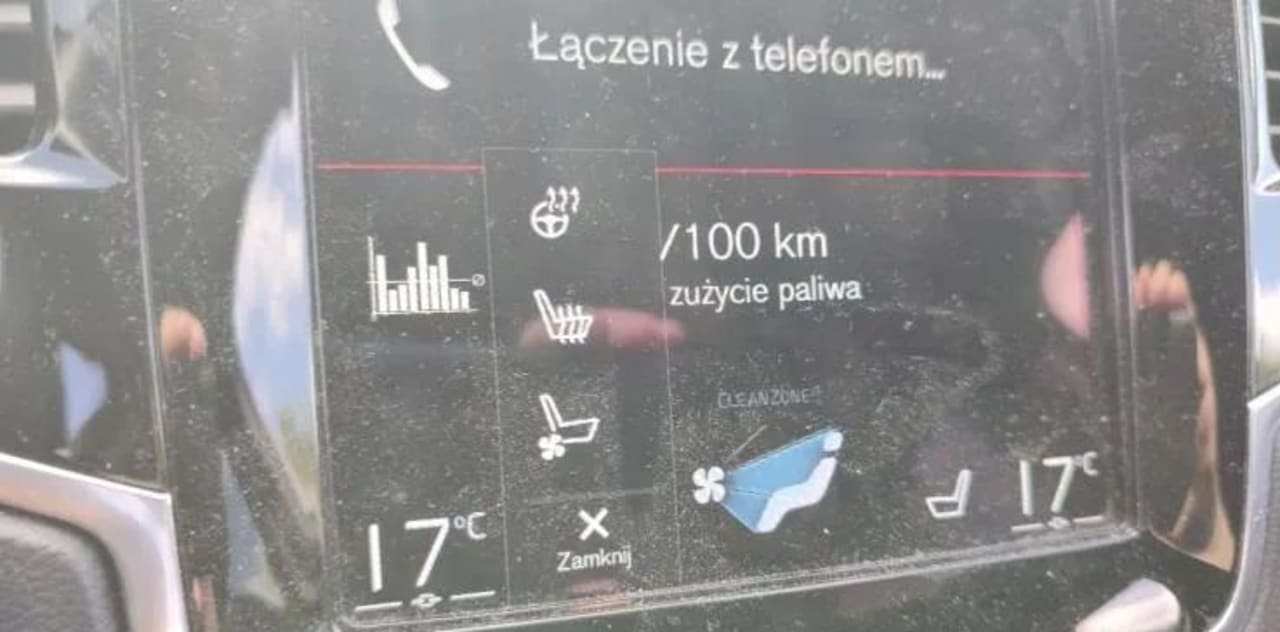 Łączenie z telefonem...
/100 km
zużycie paliwa
CLEANZONE
17°C
Zamknij
17°C